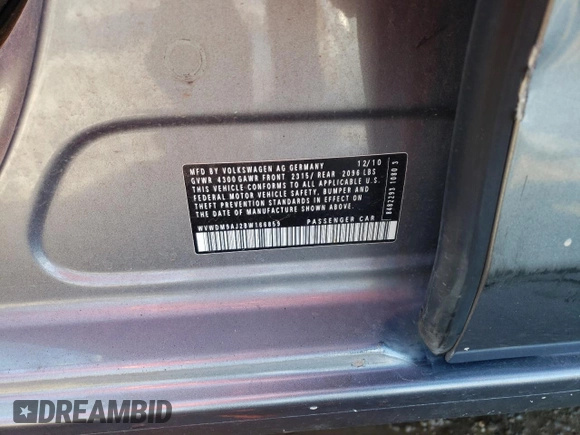 MFD BY VOLKSWAGEN AG GERMANY 12/10
GVWR 4300 GAWR FRONT 2315/ REAR 2096 LBS
THIS VEHICLE CONFORMS TO ALL APPLICABLE U.S.
FEDERAL MOTOR VEHICLE SAFETY, BUMPER AND
THEFT PREVENTION STANDARDS IN EFFECT ON
THE DATE OF MANUFACTURE SHOWN ABOVE.
PASSENGER CAR
DREAMBID